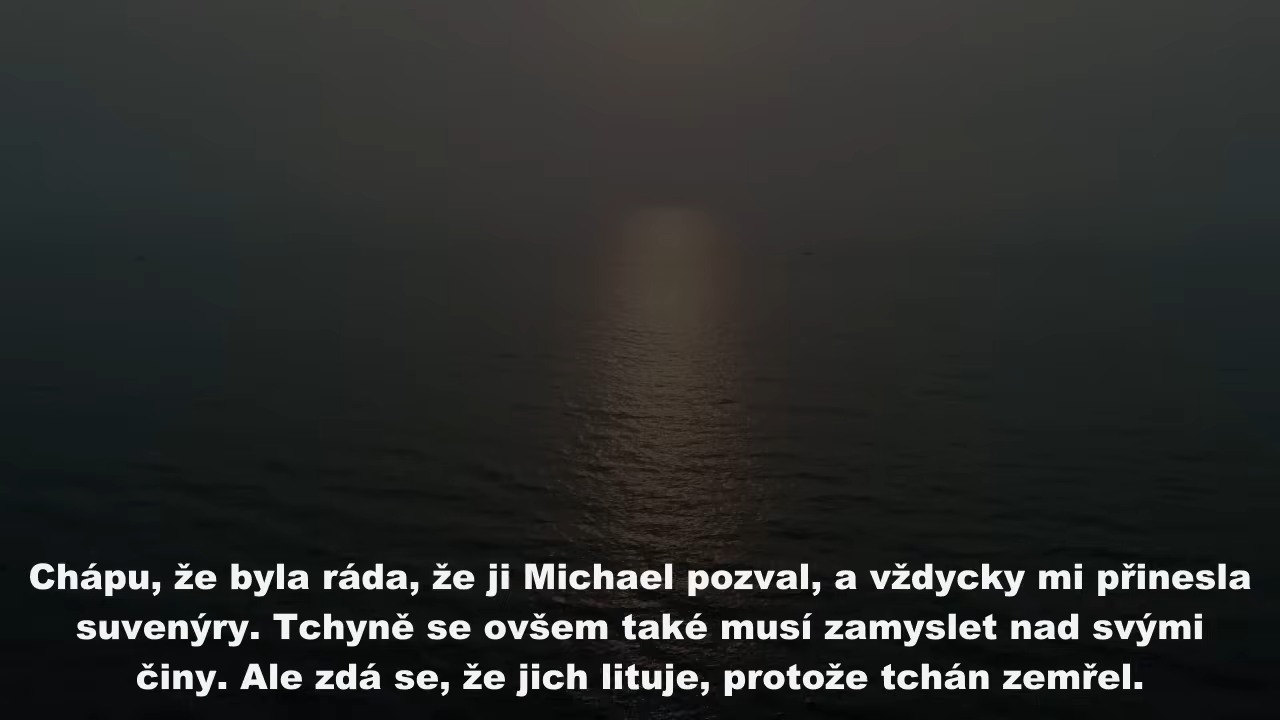 Chápu, že byla ráda, že ji Michael pozval, a vždycky mi přinesla
suvenýry. Tchyně se ovšem také musí zamyslet nad svými
činy. Ale zdá se, že jich lituje, protože tchán zemřel.